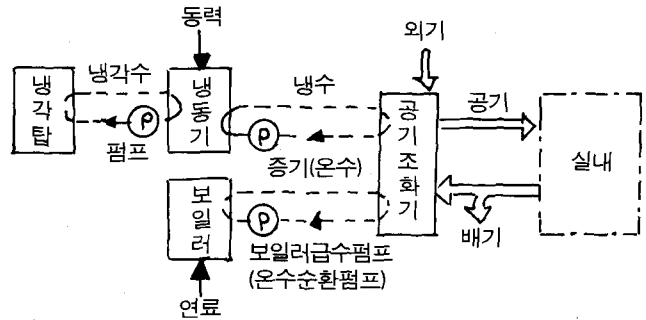 동력
외기
냉각탑
냉각수
P
펌프
냉동기
냉수
P
증기(온수)
공기조화기
공기
실내
배기
보일러
P
보일러급수펌프
(온수순환펌프)
연료